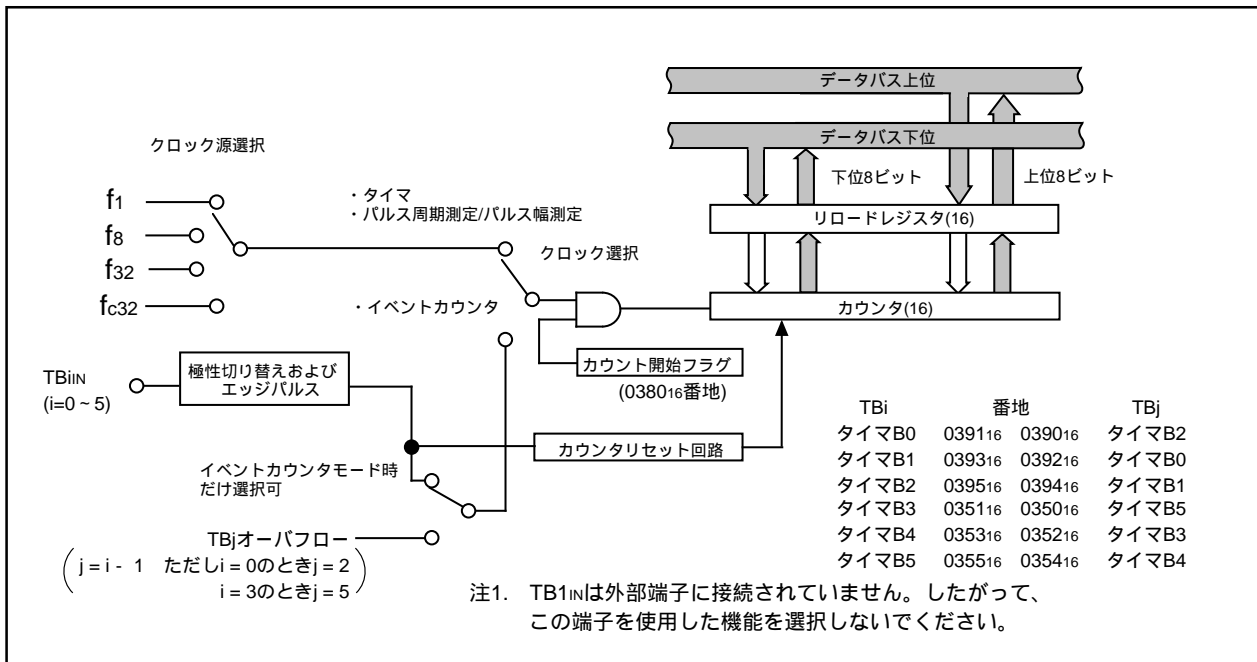 データバス上位
データバス下位
クロック源選択
下位8ビット
上位8ビット
f1
・タイマ
・パルス周期測定/パルス幅測定
リロードレジスタ(16)
f8
クロック選択
f32
fc32
・イベントカウンタ
カウンタ(16)
カウント開始フラグ
(038016番地)
TBiIN
(i=0 ~ 5)
極性切り替えおよび
エッジパルス
カウンタリセット回路
イベントカウンタモード時
だけ選択可
TBjオーバフロー
(j = i - 1 ただしi = 0のときj = 2
i = 3のときj = 5)
TBi 番地 TBj
タイマB0 039116 039016 タイマB2
タイマB1 039316 039216 タイマB0
タイマB2 039516 039416 タイマB1
タイマB3 035116 035016 タイマB5
タイマB4 035316 035216 タイマB3
タイマB5 035516 035416 タイマB4
注1. TB1INは外部端子に接続されていません。したがって、
この端子を使用した機能を選択しないでください。